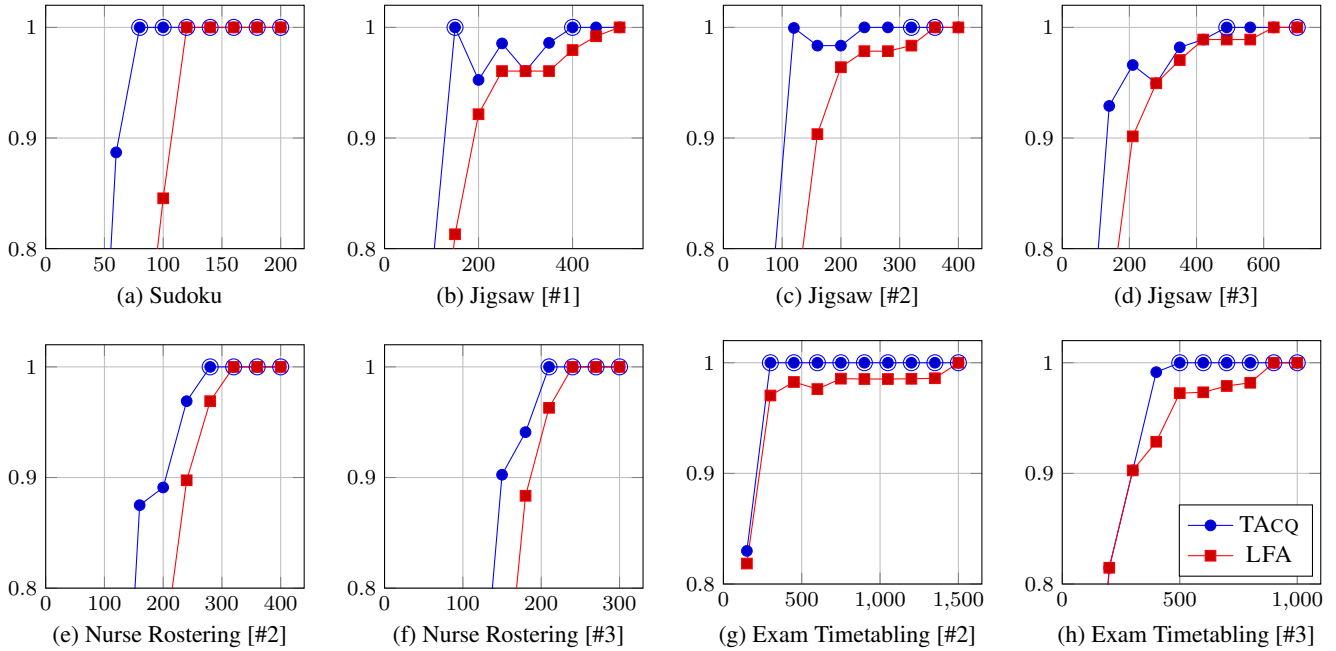 1
0.9
0.8
0 50 100 150 200
(a) Sudoku
1
0.9
0.8
0 200 400
(b) Jigsaw [#1]
1
0.9
0.8
0 100 200 300 400
(c) Jigsaw [#2]
1
0.9
0.8
0 200 400 600
(d) Jigsaw [#3]
1
0.9
0.8
0 100 200 300 400
(e) Nurse Rostering [#2]
1
0.9
0.8
0 100 200 300
(f) Nurse Rostering [#3]
1
0.9
0.8
0 500 1,000 1,500
(g) Exam Timetabling [#2]
1
0.9
0.8
0 500 1,000
TACQ
LFA
(h) Exam Timetabling [#3]